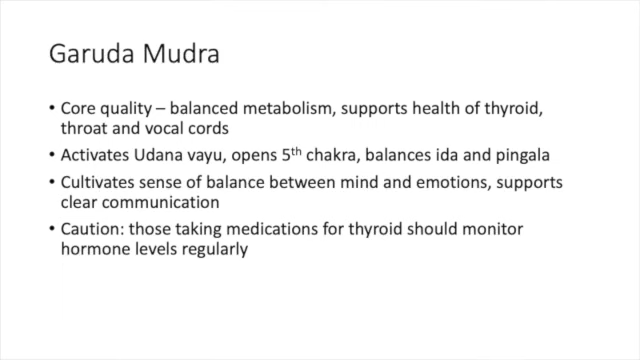 Garuda Mudra
• Core quality – balanced metabolism, supports health of thyroid,
throat and vocal cords
• Activates Udana vayu, opens 5th chakra, balances ida and pingala
• Cultivates sense of balance between mind and emotions, supports
clear communication
• Caution: those taking medications for thyroid should monitor
hormone levels regularly